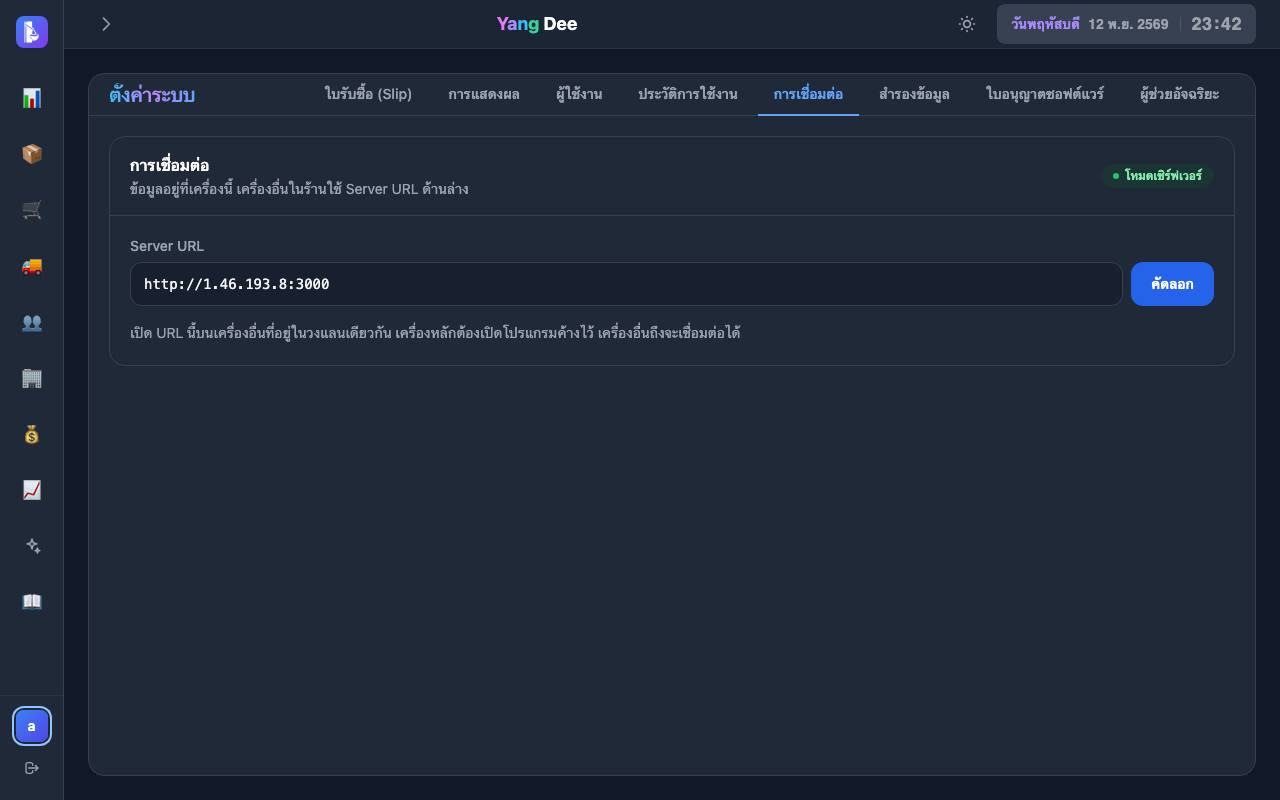 Yang Dee
วันพฤหัสบดี 12 พ.ย. 2569 23:42
ตั้งค่าระบบ
ใบรับซื้อ (Slip) การแสดงผล ผู้ใช้งาน ประวัติการใช้งาน การเชื่อมต่อ สำรองข้อมูล ใบอนุญาตซอฟต์แวร์ ผู้ช่วยอัจฉริยะ
การเชื่อมต่อ
ข้อมูลอยู่ที่เครื่องนี้ เครื่องอื่นในร้านใช้ Server URL ด้านล่าง
โหมดเซิร์ฟเวอร์
Server URL
http://1.46.193.8:3000
คัดลอก
เปิด URL นี้บนเครื่องอื่นที่อยู่ในวงแลนเดียวกัน เครื่องหลักต้องเปิดโปรแกรมค้างไว้ เครื่องอื่นถึงจะเชื่อมต่อได้
a